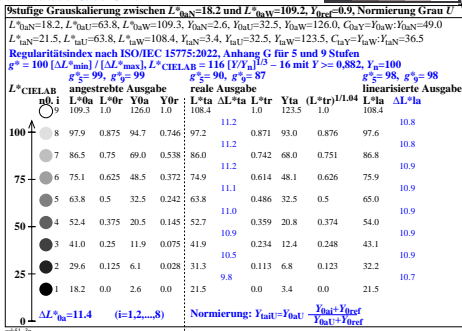 9stufige Grauskalierung zwischen L*0aN=18.2 und L*0aW=109.2, Y0ref=0.9, Normierung Grau U
L*0aN=18.2, L*0aU=63.8, L*0aW=109.3, Y0aN=2.6, Y0aU=32.5, Y0aW=126.0, C0aY=Y0aW:Y0aN=49.0
L*taN=21.5, L*taU=63.8, L*taW=108.4, YtaN=3.4, YtaU=32.5, YtaW=123.5, CtaY=YtaW:YtaN=36.5
Regularitätsindex nach ISO/IEC 15775:2022, Anhang G für 5 und 9 Stufen
g* = 100 [ΔL*min] / [ΔL*max], L*CIELAB = 116 [Y/Yn]1/3 − 16 mit Y >= 0,882, Yn=100
g*5= 99, g*9= 99 g*5= 90, g*9= 87 g*5= 98, g*9= 98
L*CIELAB angestrebte Ausgabe reale Ausgabe linearisierte Ausgabe
n0. i L*0a L*0r Y0a Y0r L*ta ΔL*ta L*tr Yta (L*tr)1/1.04 L*la ΔL*la
9 109.3 1.0 126.0 1.0 108.4 1.0 123.5 1.0 108.4
11.2 10.8
100 8 97.9 0.875 94.7 0.746 97.2 0.871 93.0 0.876 97.6
11.2 10.8
7 86.5 0.75 69.0 0.538 86.0 0.742 68.0 0.751 86.8
11.2 10.9
75 6 75.1 0.625 48.5 0.372 74.9 0.614 48.1 0.626 75.9
11.1 10.9
5 63.8 0.5 32.5 0.242 63.8 0.486 32.5 0.5 65.0
11.0 10.9
50 4 52.4 0.375 20.5 0.145 52.7 0.359 20.8 0.374 54.0
10.9 10.9
3 41.0 0.25 11.9 0.075 41.9 0.234 12.4 0.248 43.1
10.5 10.9
25 2 29.6 0.125 6.1 0.028 31.3 0.113 6.8 0.123 32.2
9.8 10.7
1 18.2 0.0 2.6 0.0 21.5 0.0 3.4 0.0 21.5
0 ΔL*0a=11.4 (i=1,2,...,8) Normierung: YtaiU=Y0aU Y0ai+Y0ref
Y0aU+Y0ref